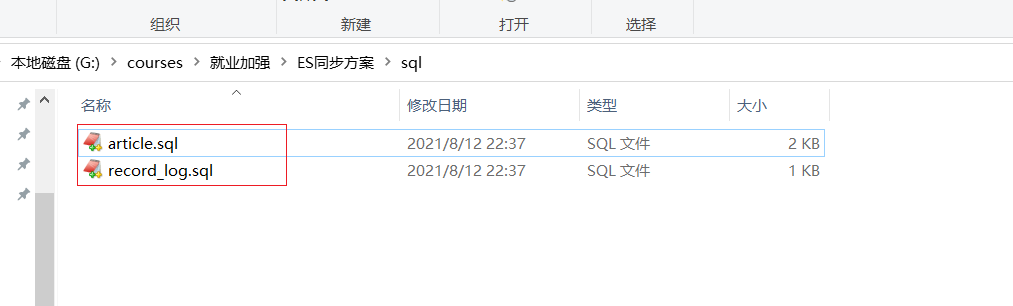 组织 新建 打开 选择
本地磁盘 (G:) › courses › 就业加强 › ES同步方案 › sql
名称 修改日期 类型 大小
article.sql 2021/8/12 22:37 SQL 文件 2 KB
record_log.sql 2021/8/12 22:37 SQL 文件 1 KB